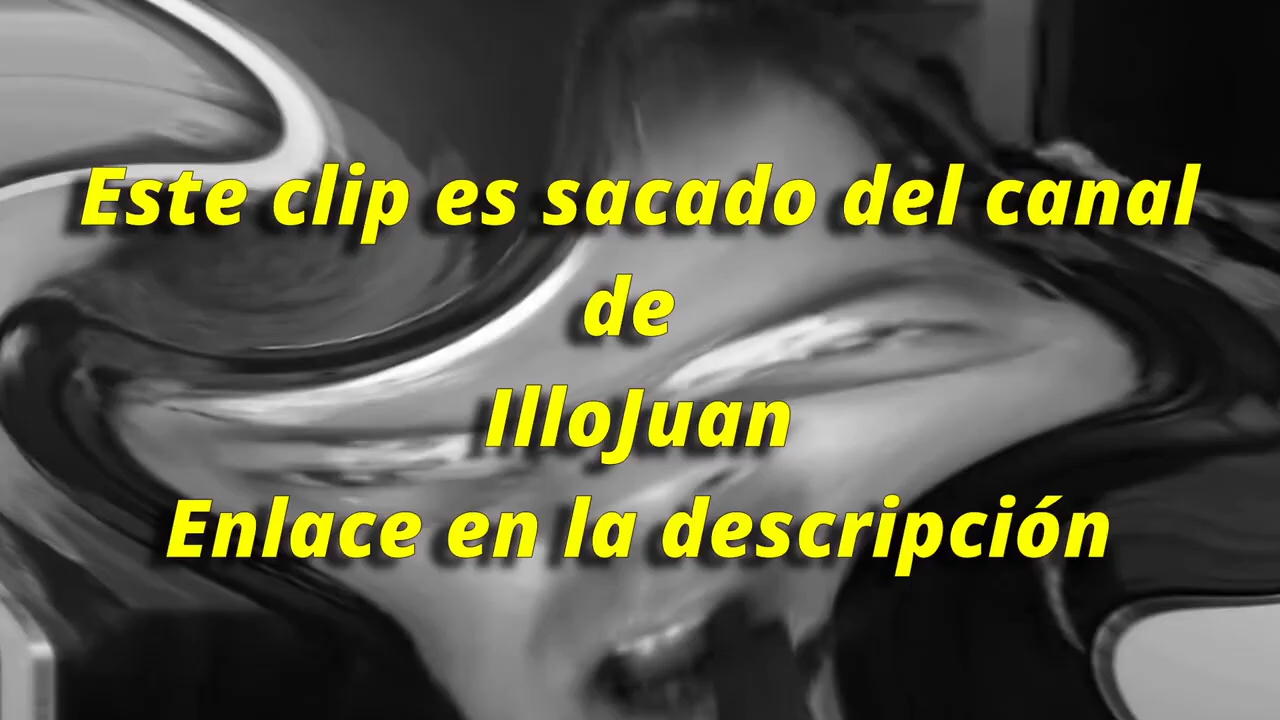 Este clip es sacado del canal
de
IlloJuan
Enlace en la descripción